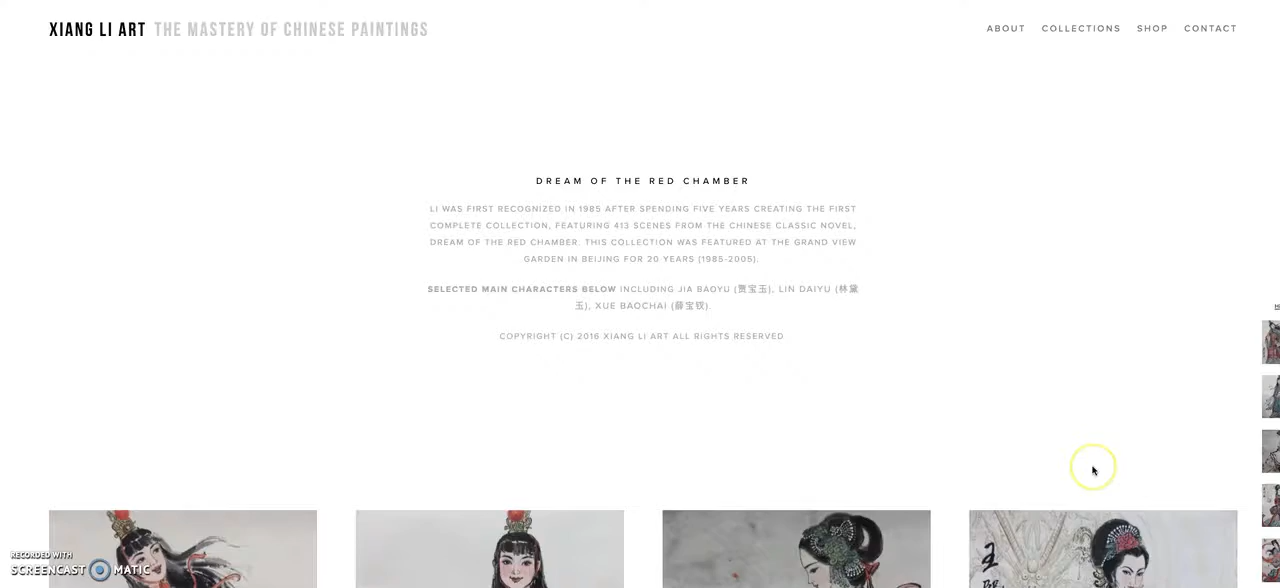 XIANG LI ART THE MASTERY OF CHINESE PAINTINGS
ABOUT COLLECTIONS SHOP CONTACT
DREAM OF THE RED CHAMBER
LI WAS FIRST RECOGNIZED IN 1985 AFTER SPENDING FIVE YEARS CREATING THE FIRST
COMPLETE COLLECTION, FEATURING 413 SCENES FROM THE CHINESE CLASSIC NOVEL,
DREAM OF THE RED CHAMBER. THIS COLLECTION WAS FEATURED AT THE GRAND VIEW
GARDEN IN BEIJING FOR 20 YEARS (1985-2005).
SELECTED MAIN CHARACTERS BELOW INCLUDING JIA BAOYU (贾宝玉), LIN DAIYU (林黛
玉), XUE BAOCHAI (薛宝钗).
COPYRIGHT (C) 2016 XIANG LI ART ALL RIGHTS RESERVED
RECORDED WITH
SCREENCAST MATIC